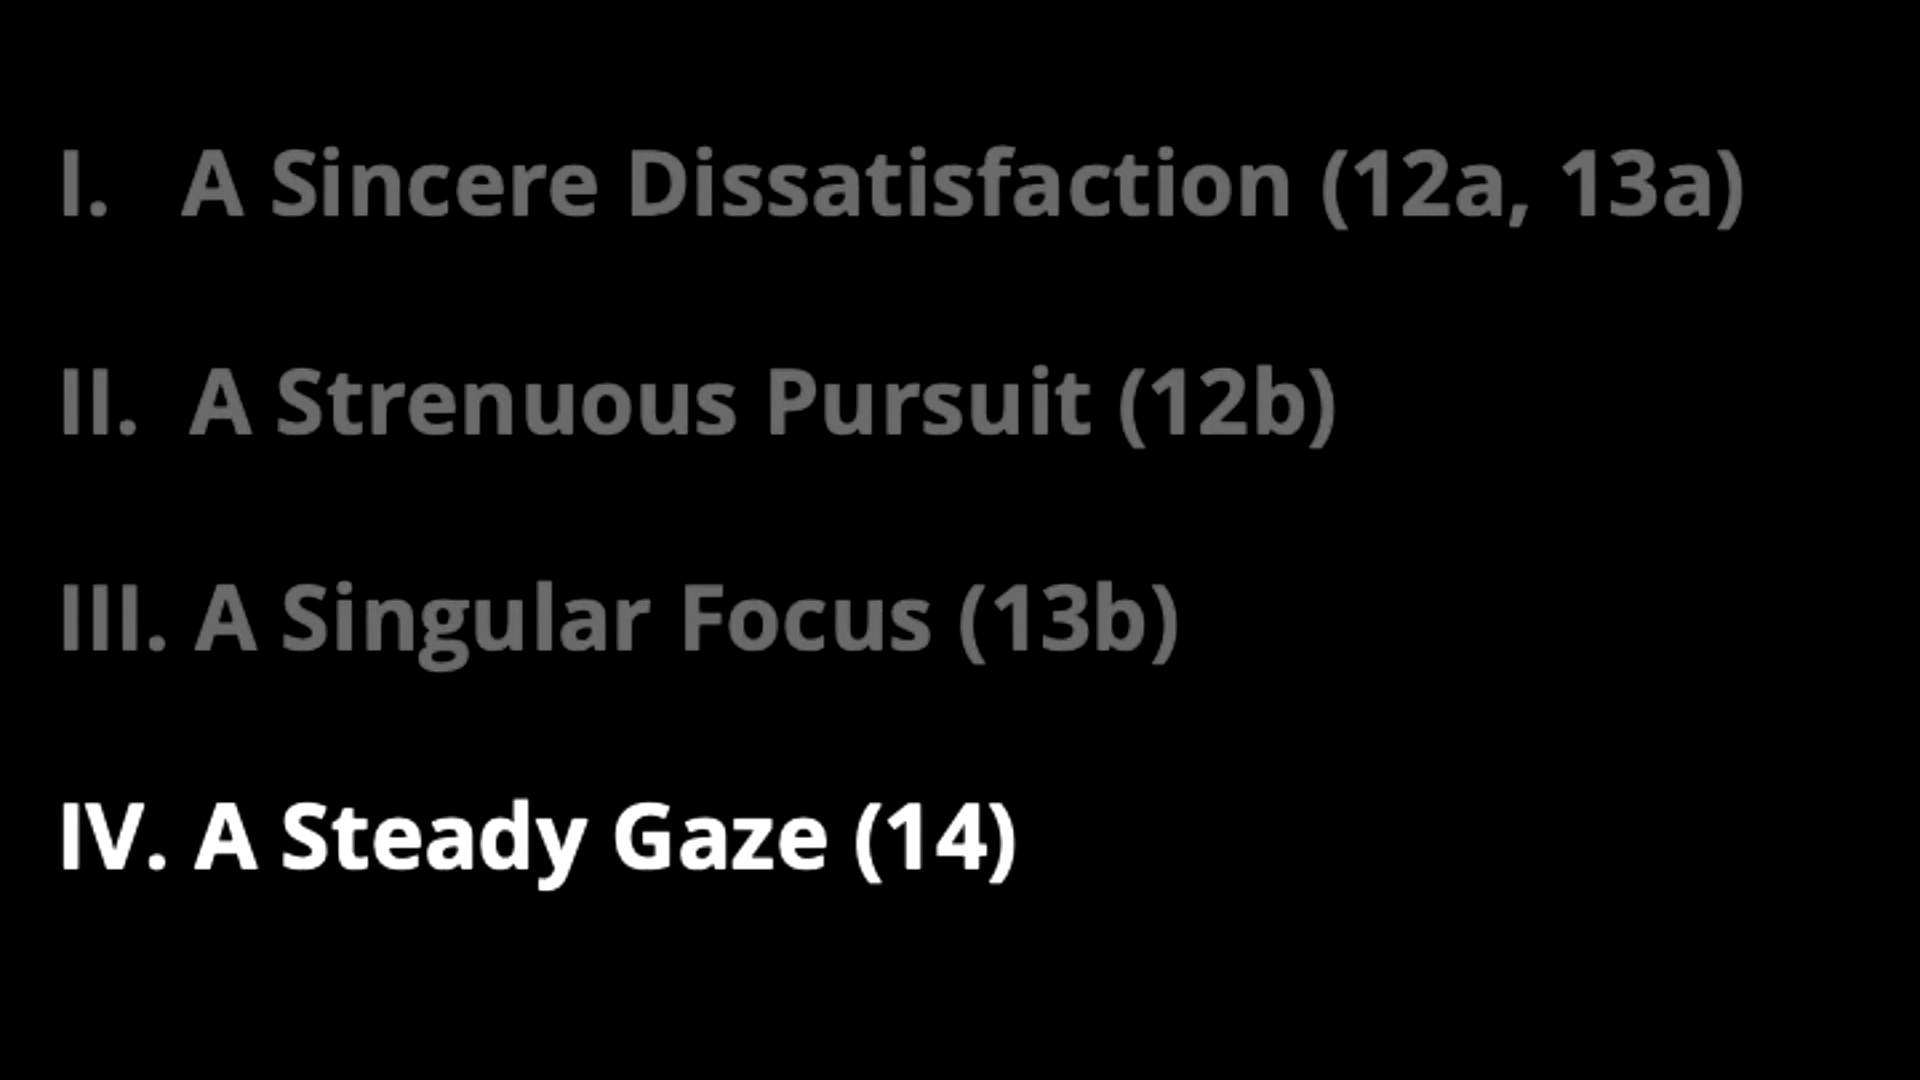 I. A Sincere Dissatisfaction (12a, 13a)
II. A Strenuous Pursuit (12b)
III. A Singular Focus (13b)
IV. A Steady Gaze (14)